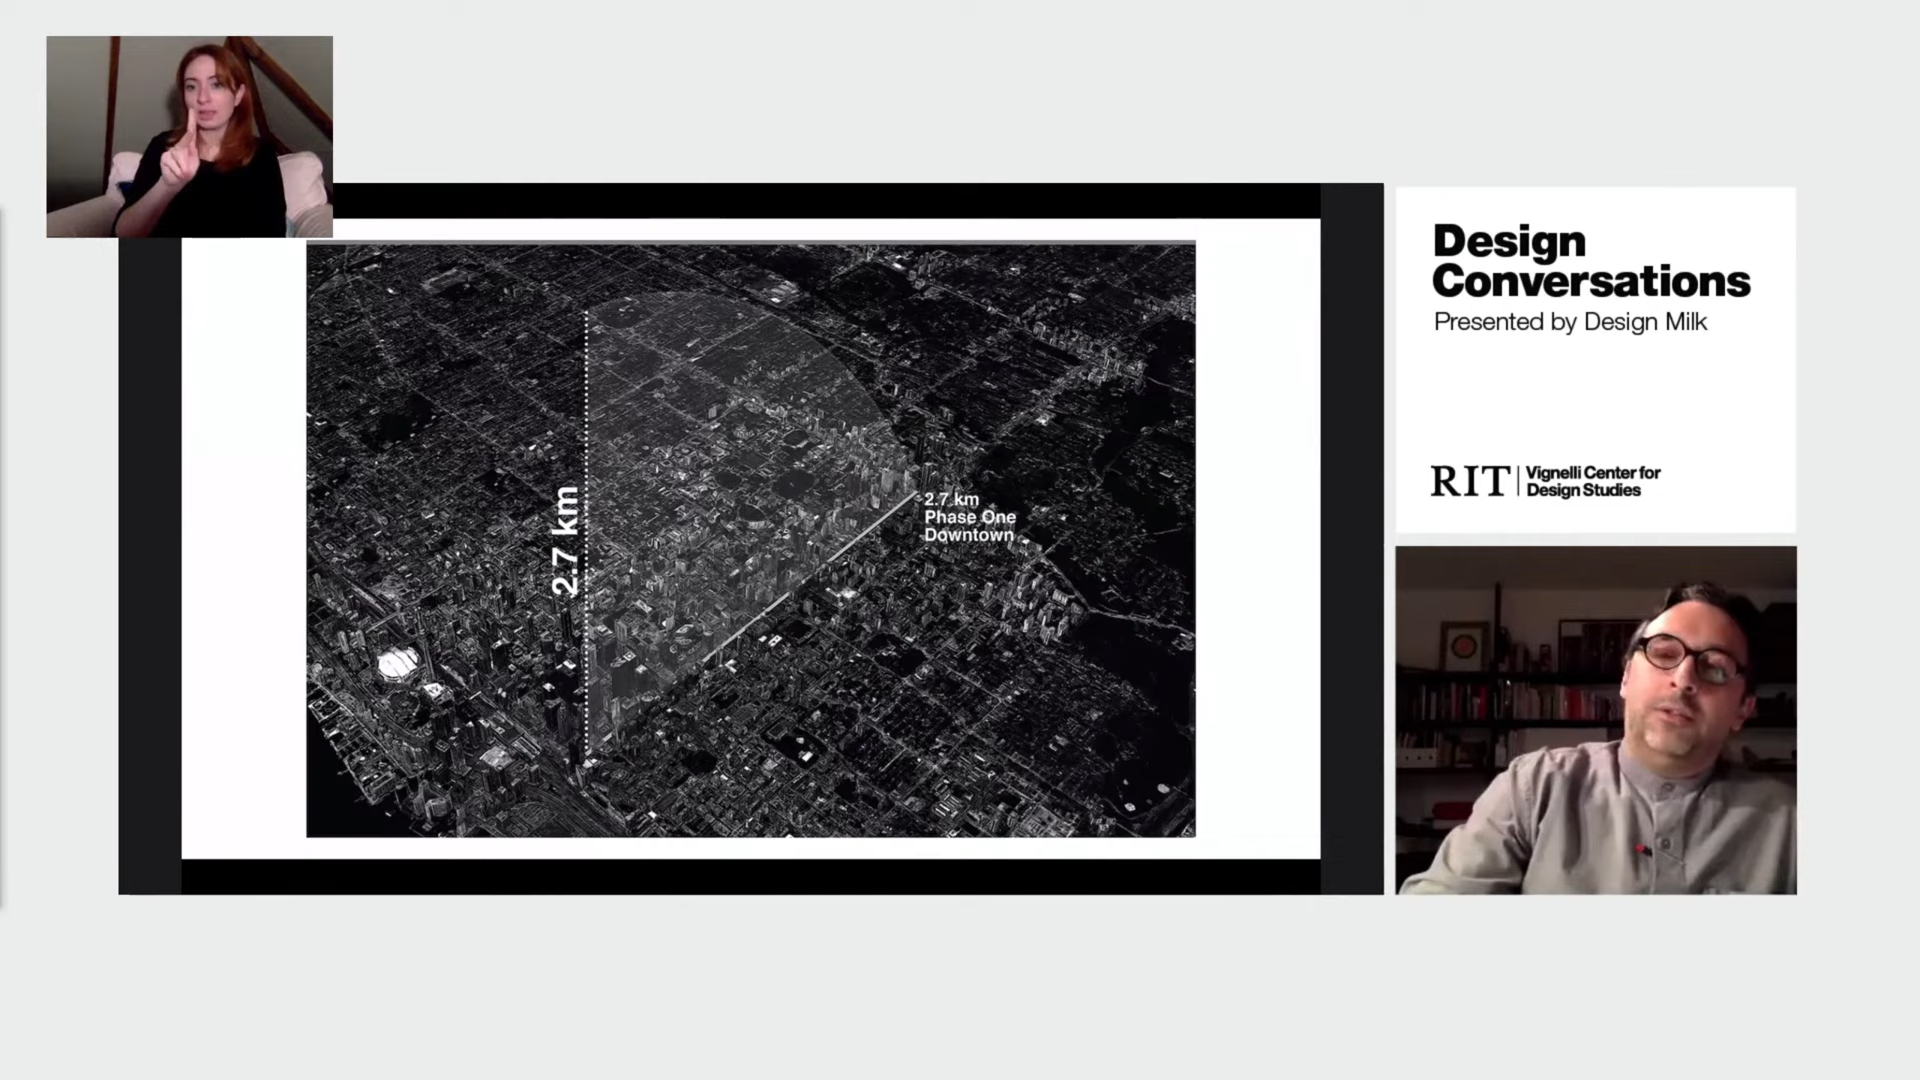 2.7 km
2.7 km
Phase One
Downtown
Design
Conversations
Presented by Design Milk
RIT
Vignelli Center for
Design Studies